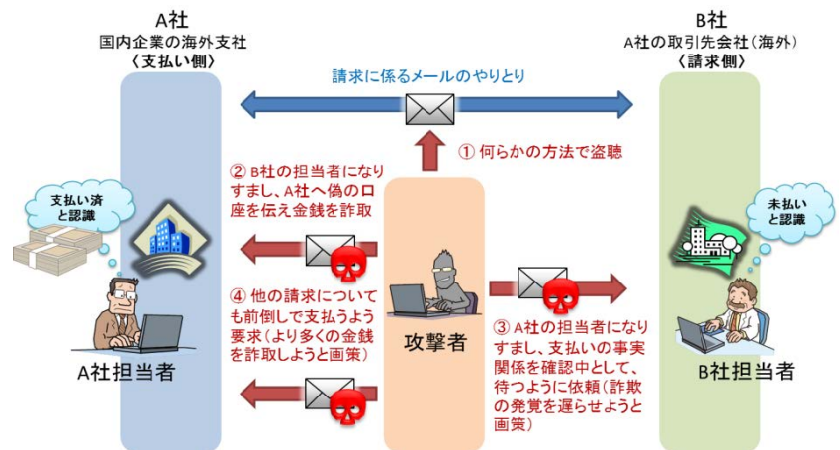 A社
国内企業の海外支社
〈支払い側〉
B社
A社の取引先会社(海外)
〈請求側〉
請求に係るメールのやりとり
① 何らかの方法で盗聴
② B社の担当者になり
すまし、A社へ偽の口
座を伝え金銭を詐取
支払い済
と認識
未払い
と認識
④ 他の請求についても
も前倒しで支払うよう
要求(より多くの金銭
を詐取しようと画策)
攻撃者
③ A社の担当者になり
すまし、支払いの事実
関係を確認中として、
待つように依頼(詐欺
の発覚を遅らせようと
画策)
A社担当者
B社担当者